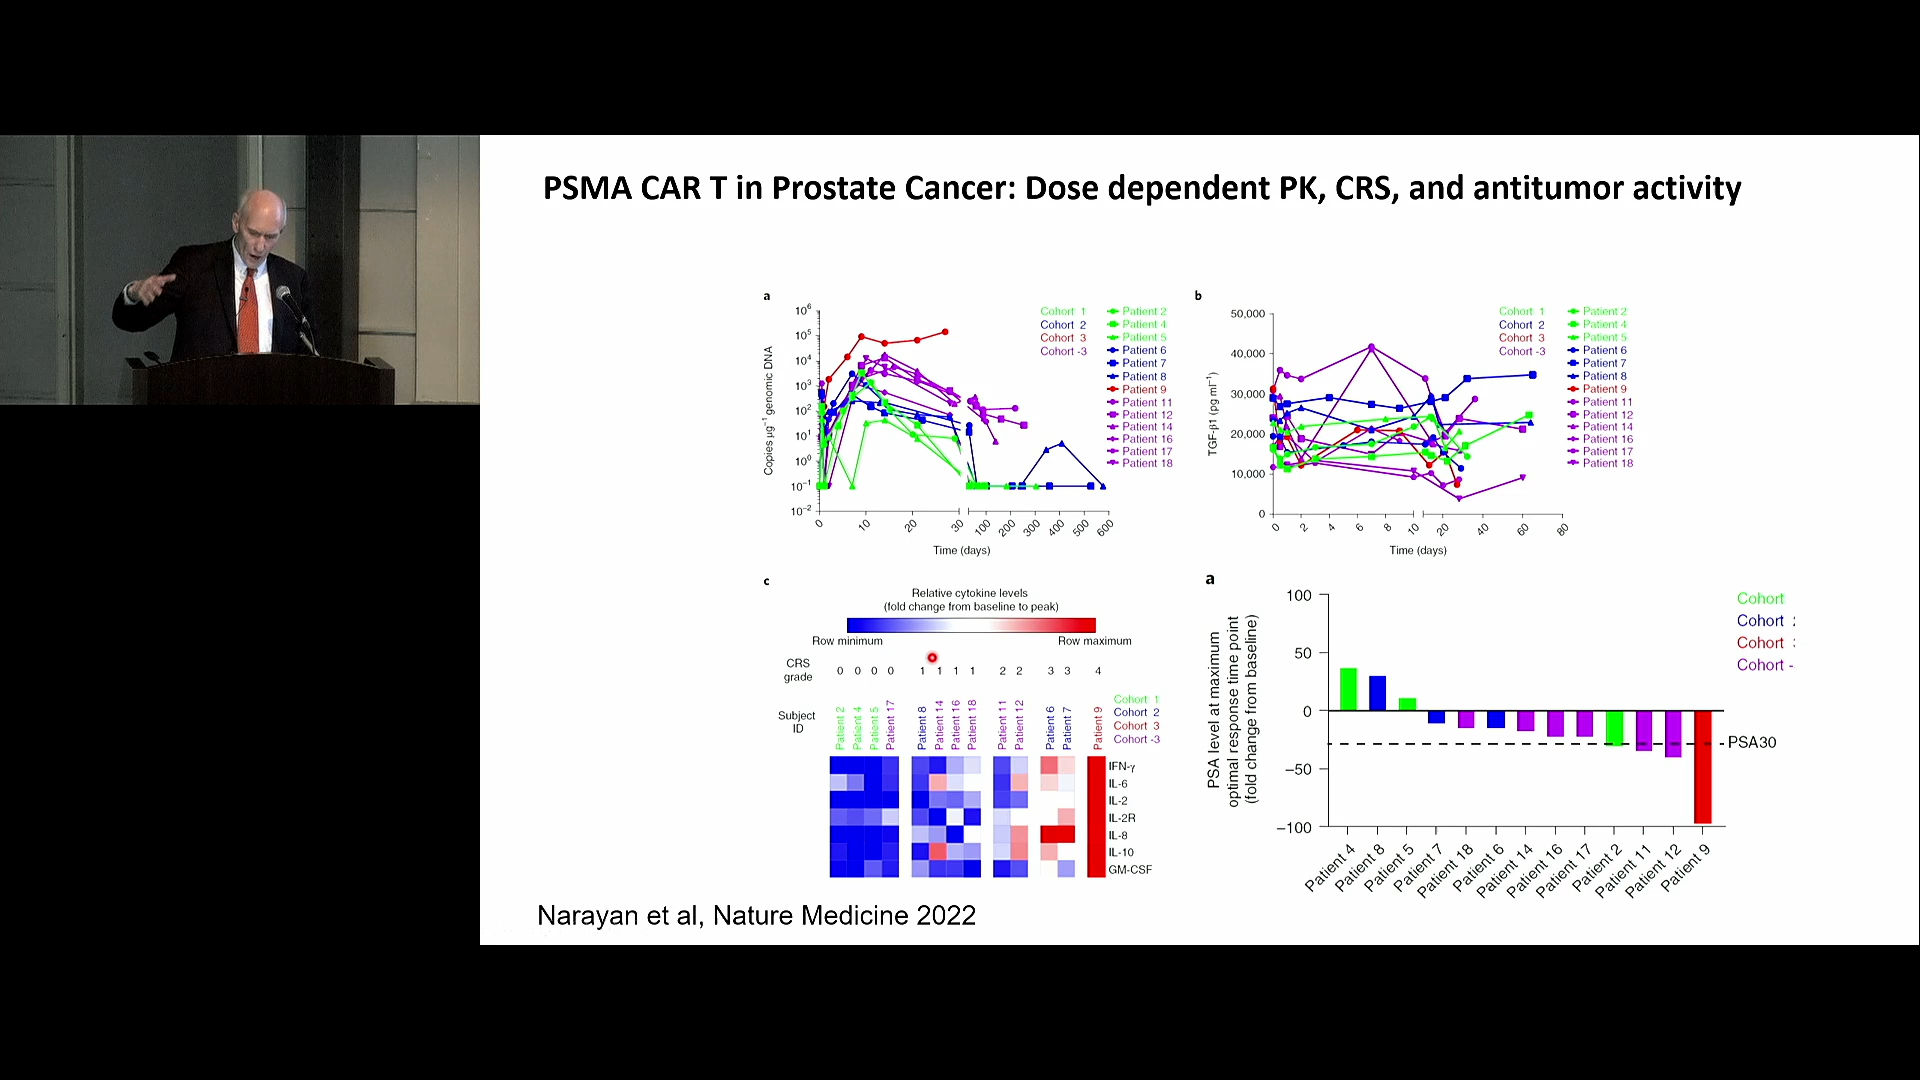 PSMA CAR T in Prostate Cancer: Dose dependent PK, CRS, and antitumor activity
a
Copies µg⁻¹ genomic DNA
10⁶
10⁵
10⁴
10³
10²
10¹
10⁰
10⁻¹
10⁻²
0 10 20 30 100 200 300 400 500 600
Time (days)
Cohort 1
Cohort 2
Cohort 3
Cohort -3
Patient 2
Patient 4
Patient 5
Patient 6
Patient 7
Patient 8
Patient 9
Patient 11
Patient 12
Patient 14
Patient 16
Patient 17
Patient 18
b
TGF-β1 (pg ml⁻¹)
50,000
40,000
30,000
20,000
10,000
0
0 2 4 6 8 10 20 40 60 80
Time (days)
Cohort 1
Cohort 2
Cohort 3
Cohort -3
Patient 2
Patient 4
Patient 5
Patient 6
Patient 7
Patient 8
Patient 9
Patient 11
Patient 12
Patient 14
Patient 16
Patient 17
Patient 18
c
Relative cytokine levels
(fold change from baseline to peak)
Row minimum Row maximum
CRS
grade
0 0 0 0 1 1 1 1 2 2 3 3 4
Subject
ID
Patient 2
Patient 4
Patient 5
Patient 17
Patient 8
Patient 14
Patient 16
Patient 18
Patient 11
Patient 12
Patient 6
Patient 7
Patient 9
Cohort 1
Cohort 2
Cohort 3
Cohort -3
IFN-γ
IL-6
IL-2
IL-2R
IL-8
IL-10
GM-CSF
a
PSA level at maximum
optimal response time point
(fold change from baseline)
100
50
0
−50
−100
PSA30
Cohort
Cohort 2
Cohort 3
Cohort -
Patient 4
Patient 8
Patient 5
Patient 7
Patient 18
Patient 6
Patient 14
Patient 16
Patient 17
Patient 2
Patient 11
Patient 12
Patient 9
Narayan et al, Nature Medicine 2022